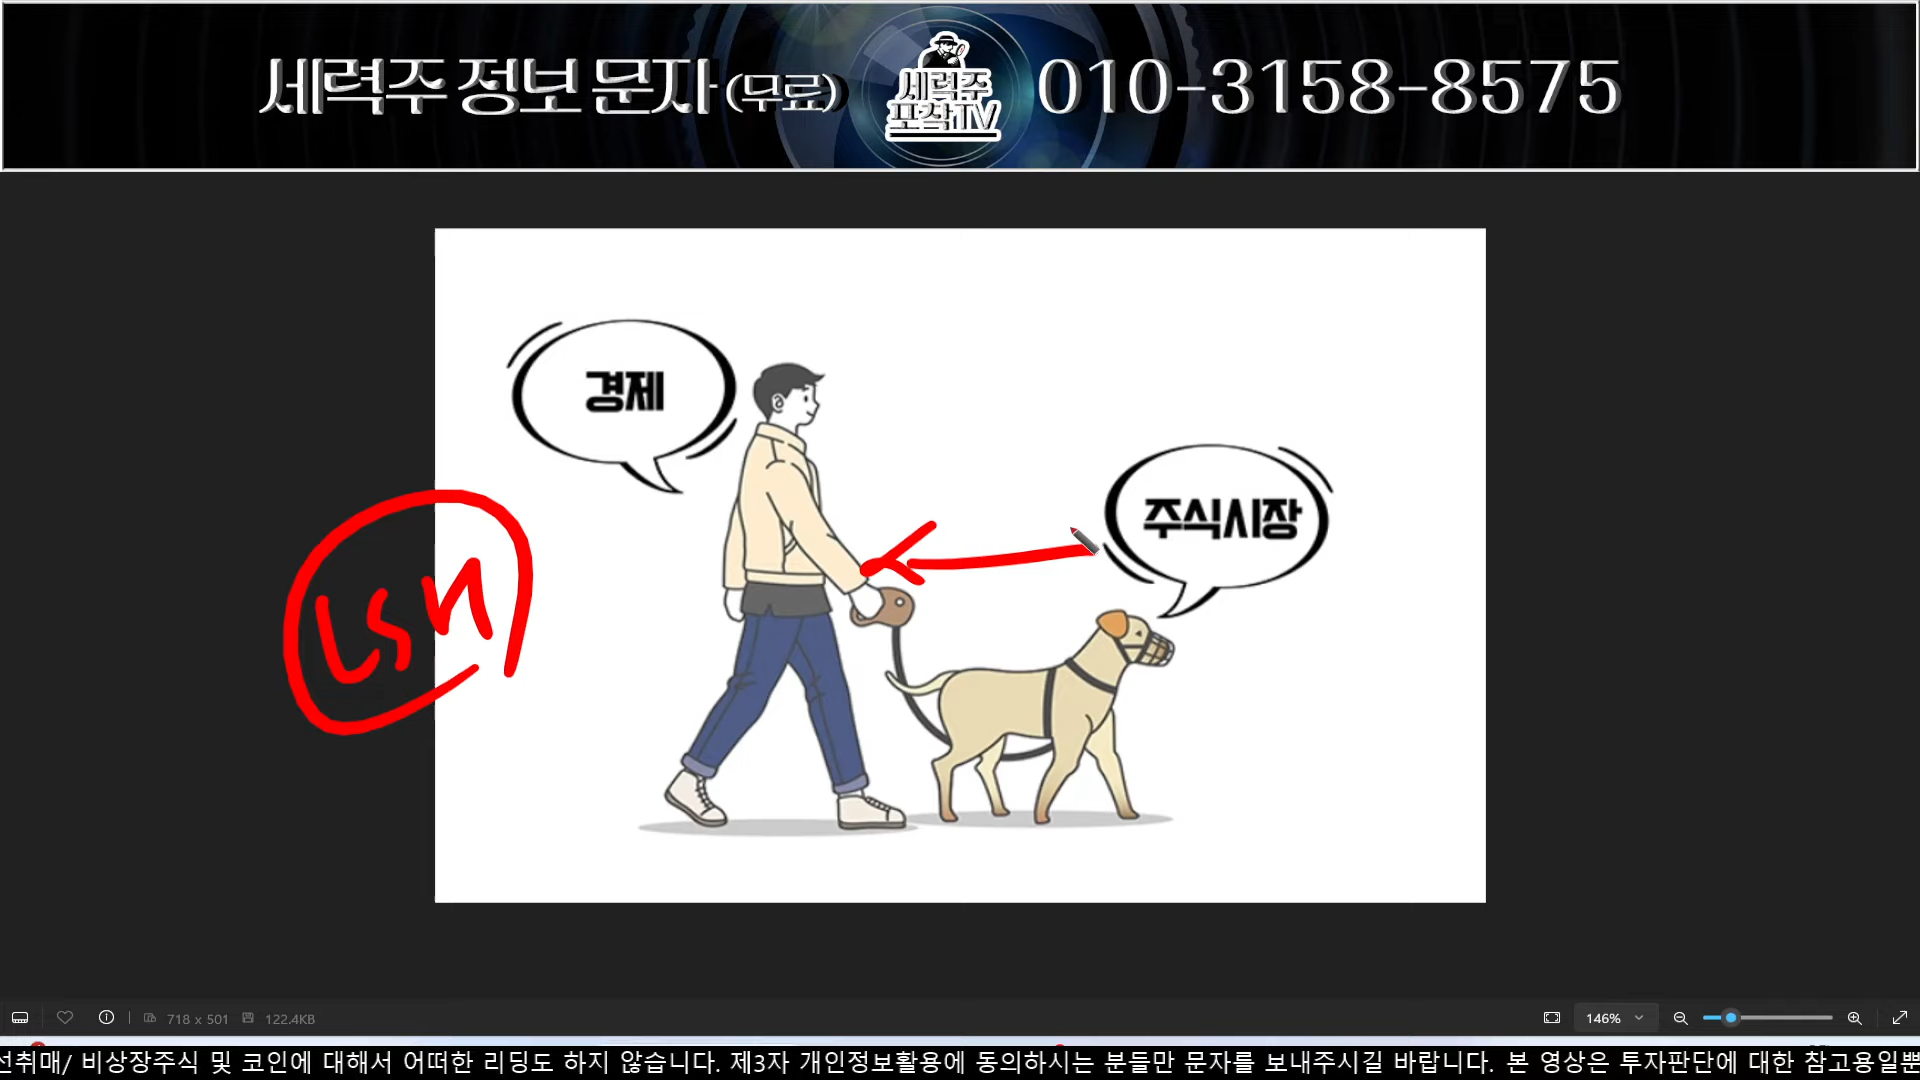 세력주 정보 문자 (무료)
세력주
포착TV
010-3158-8575
경제
주식시장
LSM
718 x 501
122.4KB
146%
선취매/ 비상장주식 및 코인에 대해서 어떠한 리딩도 하지 않습니다. 제3자 개인정보활용에 동의하시는 분들만 문자를 보내주시길 바랍니다. 본 영상은 투자판단에 대한 참고용일뿐